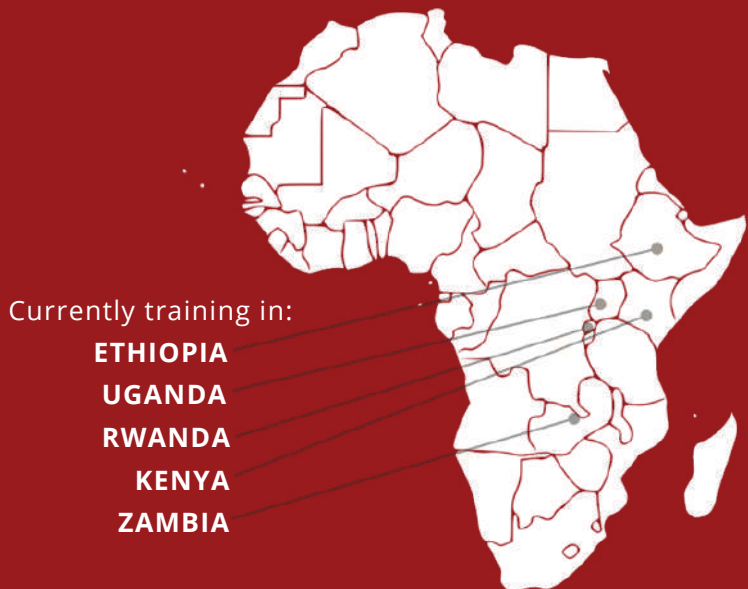 Currently training in:
ETHIOPIA
UGANDA
RWANDA
KENYA
ZAMBIA